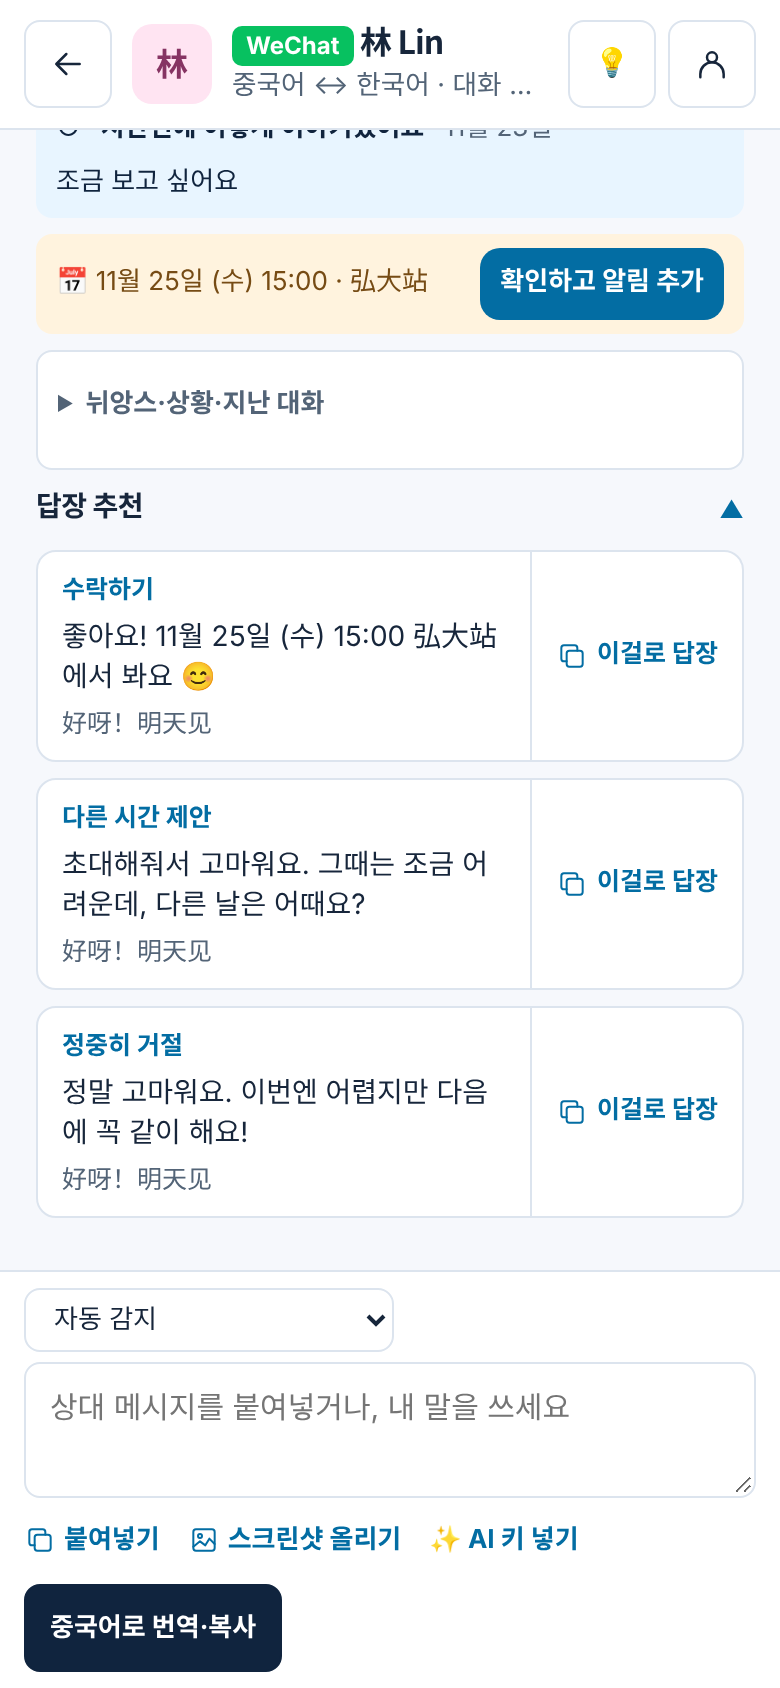 林
WeChat 林 Lin
중국어 ↔ 한국어 · 대화 ...
11월 25일
조금 보고 싶어요
11월 25일 (수) 15:00 · 弘大站
확인하고 알림 추가
▶ 뉘앙스·상황·지난 대화
답장 추천 ▲
수락하기
좋아요! 11월 25일 (수) 15:00 弘大站
에서 봐요 😊
好呀！明天见
이걸로 답장
다른 시간 제안
초대해줘서 고마워요. 그때는 조금 어
려운데, 다른 날은 어때요?
好呀！明天见
이걸로 답장
정중히 거절
정말 고마워요. 이번엔 어렵지만 다음
에 꼭 같이 해요!
好呀！明天见
이걸로 답장
자동 감지
상대 메시지를 붙여넣거나, 내 말을 쓰세요
붙여넣기
스크린샷 올리기
✨ AI 키 넣기
중국어로 번역·복사